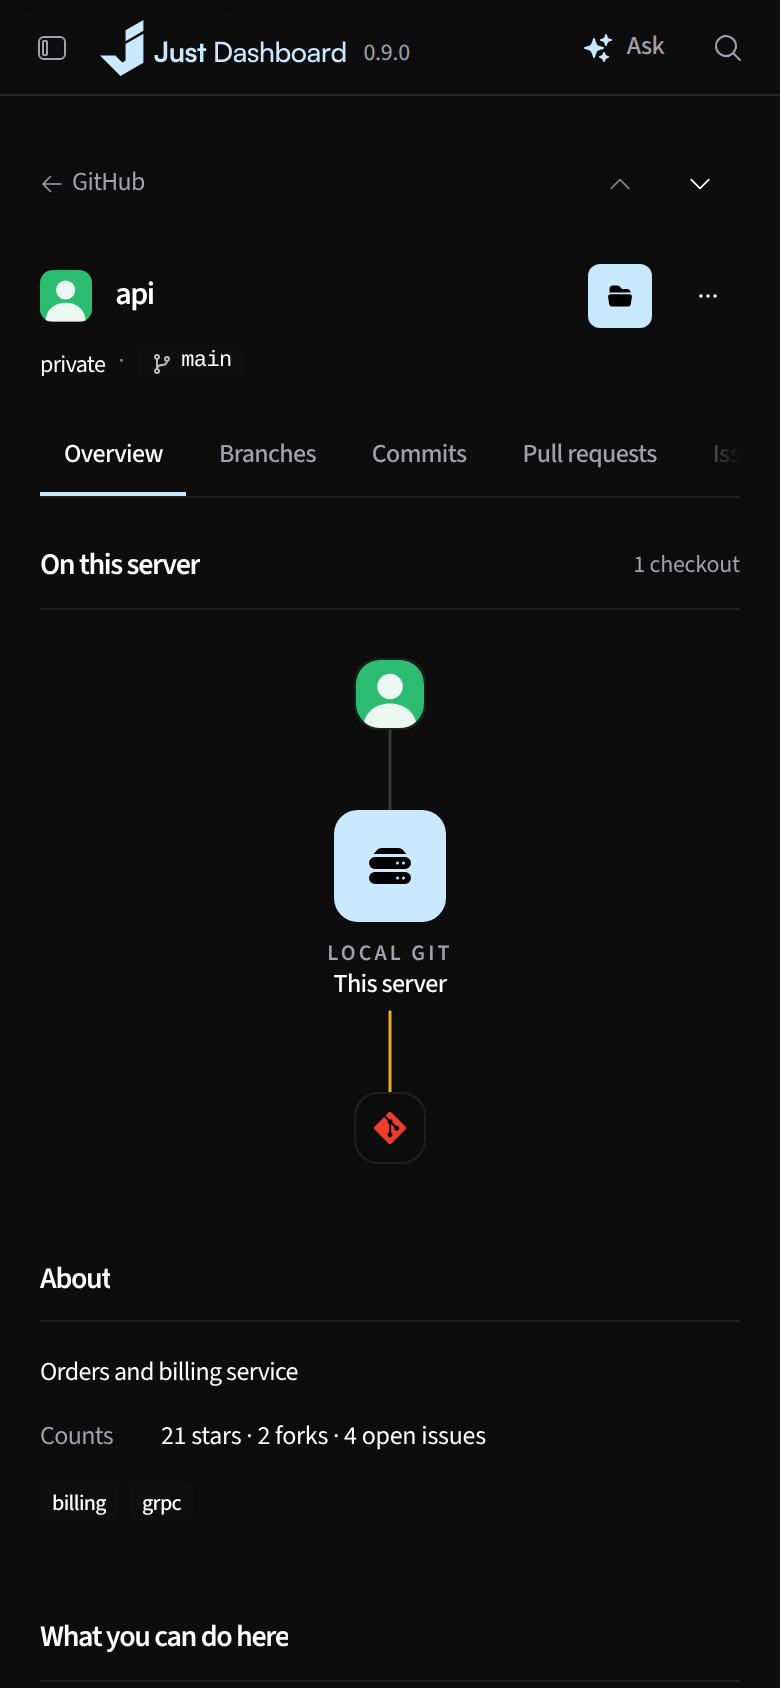 Just Dashboard 0.9.0
Ask
GitHub
api
private · main
Overview Branches Commits Pull requests Iss
On this server
1 checkout
LOCAL GIT
This server
About
Orders and billing service
Counts 21 stars · 2 forks · 4 open issues
billing grpc
What you can do here